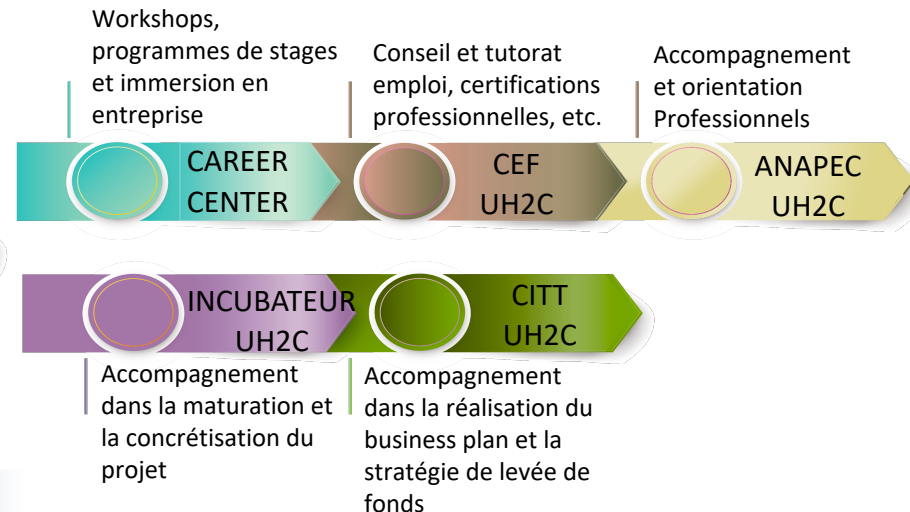 Workshops,
programmes de stages
et immersion en
entreprise
Conseil et tutorat
emploi, certifications
professionnelles, etc.
Accompagnement
et orientation
Professionnels
CAREER
CENTER
CEF
UH2C
ANAPEC
UH2C
INCUBATEUR
UH2C
CITT
UH2C
Accompagnement
dans la maturation et
la concrétisation du
projet
Accompagnement
dans la réalisation du
business plan et la
stratégie de levée de
fonds